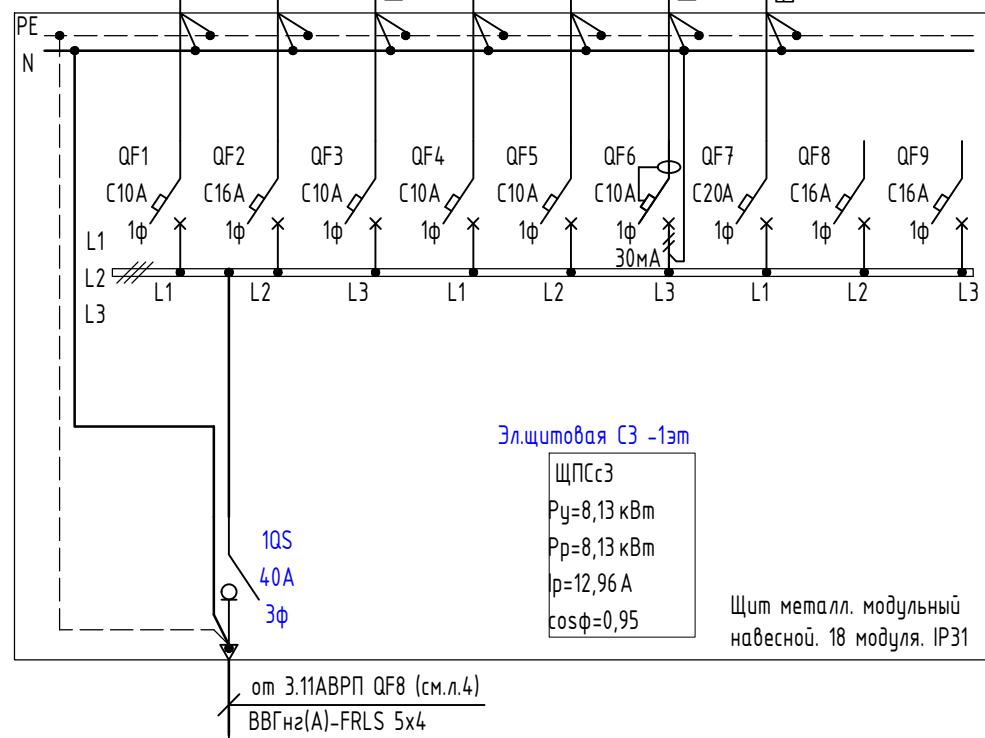 PE
N
QF1 QF2 QF3 QF4 QF5 QF6 QF7 QF8 QF9
C10A C16A C10A C10A C10A C10A C20A C16A C16A
1ф 1ф 1ф 1ф 1ф 1ф 1ф 1ф 1ф
30мА
L1
L2
L3
L1 L2 L3 L1 L2 L3 L1 L2 L3
Эл.щитовая С3 -1эт
ЩПСс3
Ру=8,13 кВт
Рр=8,13 кВт
Iр=12,96 А
cosф=0,95
1QS
40А
3ф
Щит металл. модульный
навесной. 18 модуля. IP31
от 3.11АВРП QF8 (см.л.4)
ВВГнг(А)-FRLS 5х4